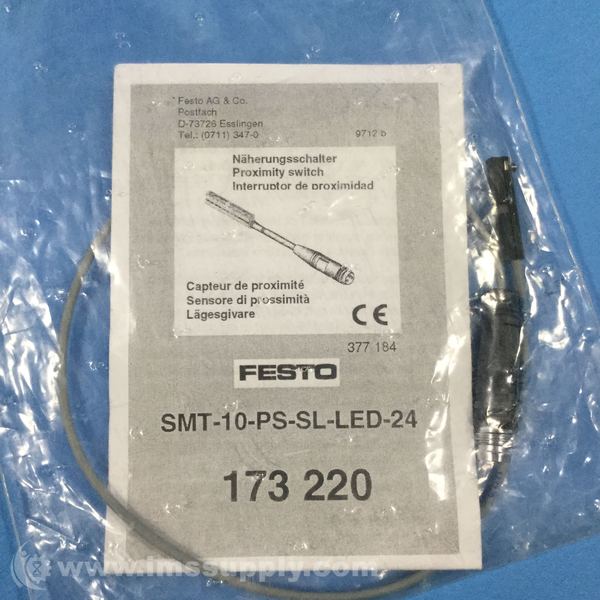 Festo AG & Co.
Postfach
D-73726 Esslingen
Tel.: (0711) 347-0
9712 b
Näherungsschalter
Proximity switch
Interruptor de proximidad
Capteur de proximité
Sensore di prossimità
Lägesgivare
CE
377 184
FESTO
SMT-10-PS-SL-LED-24
173 220
www.imssupply.com